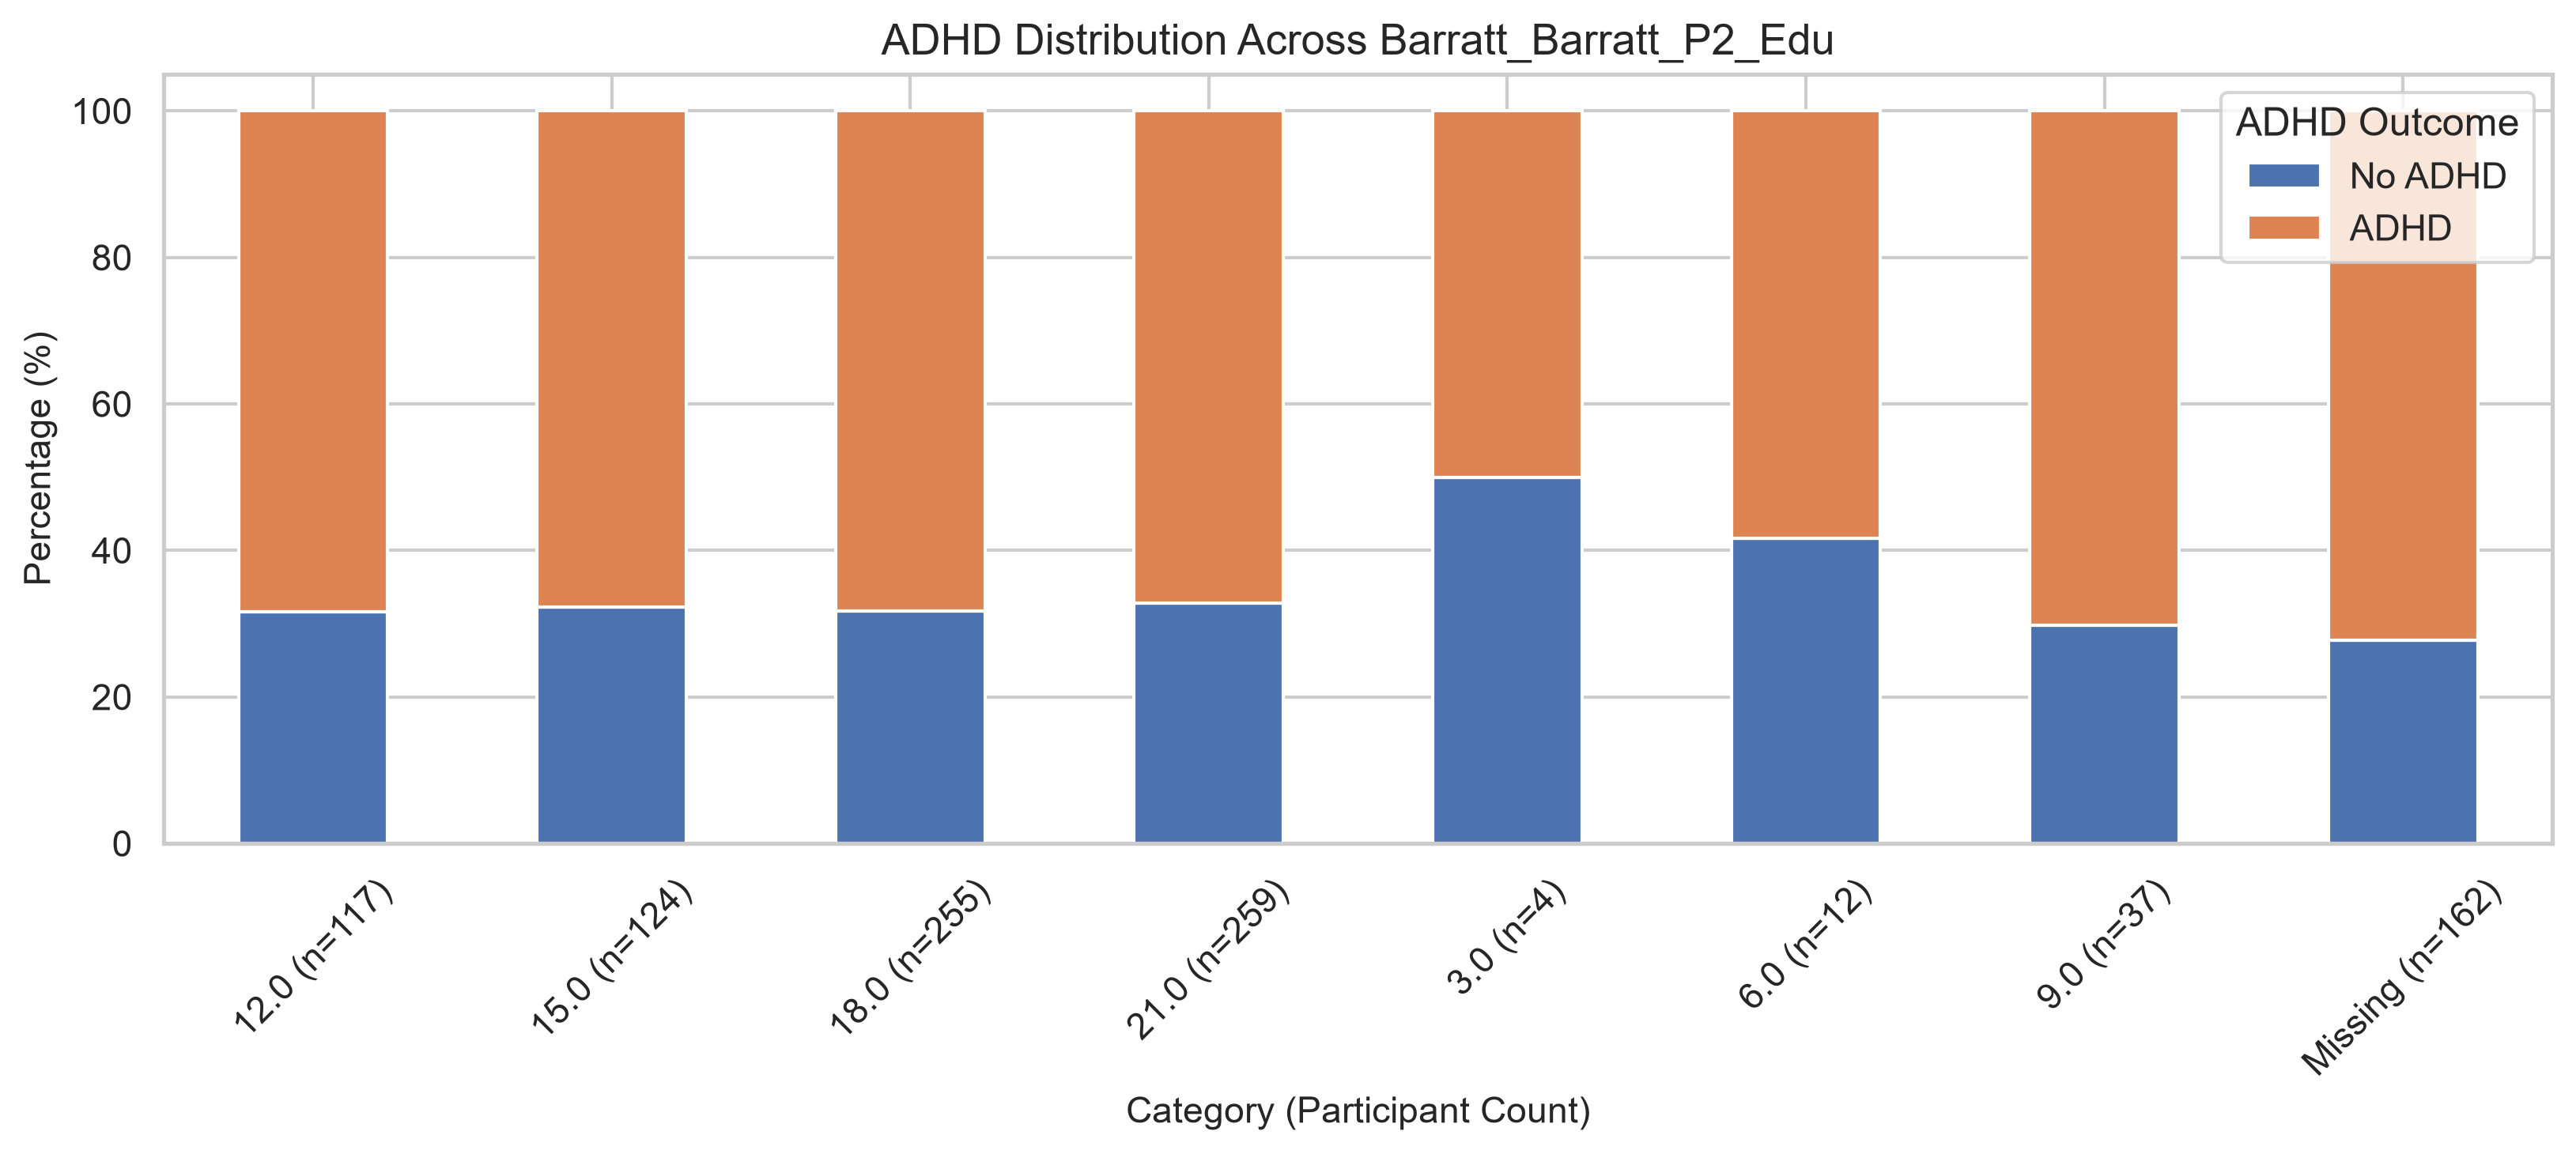 ADHD Distribution Across Barratt_Barratt_P2_Edu
Percentage (%)
100
80
60
40
20
0
ADHD Outcome
No ADHD
ADHD
12.0 (n=117)
15.0 (n=124)
18.0 (n=255)
21.0 (n=259)
3.0 (n=4)
6.0 (n=12)
9.0 (n=37)
Missing (n=162)
Category (Participant Count)